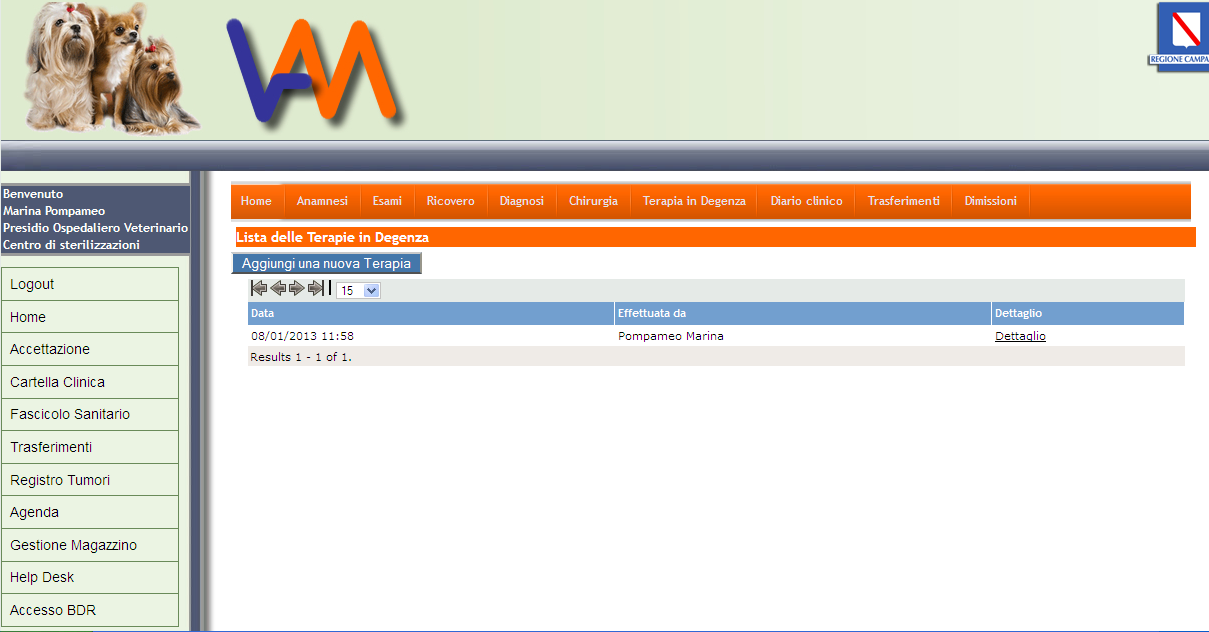 VAM
REGIONE CAMPA
Benvenuto
Marina Pompameo
Presidio Ospedaliero Veterinario
Centro di sterilizzazioni
Logout
Home
Accettazione
Cartella Clinica
Fascicolo Sanitario
Trasferimenti
Registro Tumori
Agenda
Gestione Magazzino
Help Desk
Accesso BDR
Home Anamnesi Esami Ricovero Diagnosi Chirurgia Terapia in Degenza Diario clinico Trasferimenti Dimissioni
Lista delle Terapie in Degenza
Aggiungi una nuova Terapia
15
Data Effettuata da Dettaglio
08/01/2013 11:58 Pompameo Marina Dettaglio
Results 1 - 1 of 1.